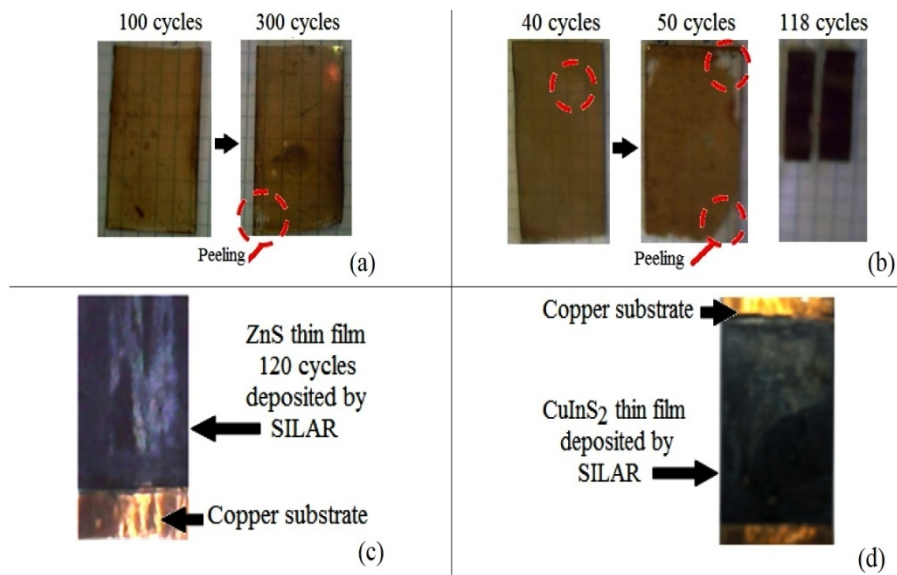 100 cycles
300 cycles
Peeling
(a)
40 cycles
50 cycles
118 cycles
Peeling
(b)
ZnS thin film
120 cycles
deposited by
SILAR
Copper substrate
(c)
Copper substrate
CuInS₂ thin film
deposited by
SILAR
(d)